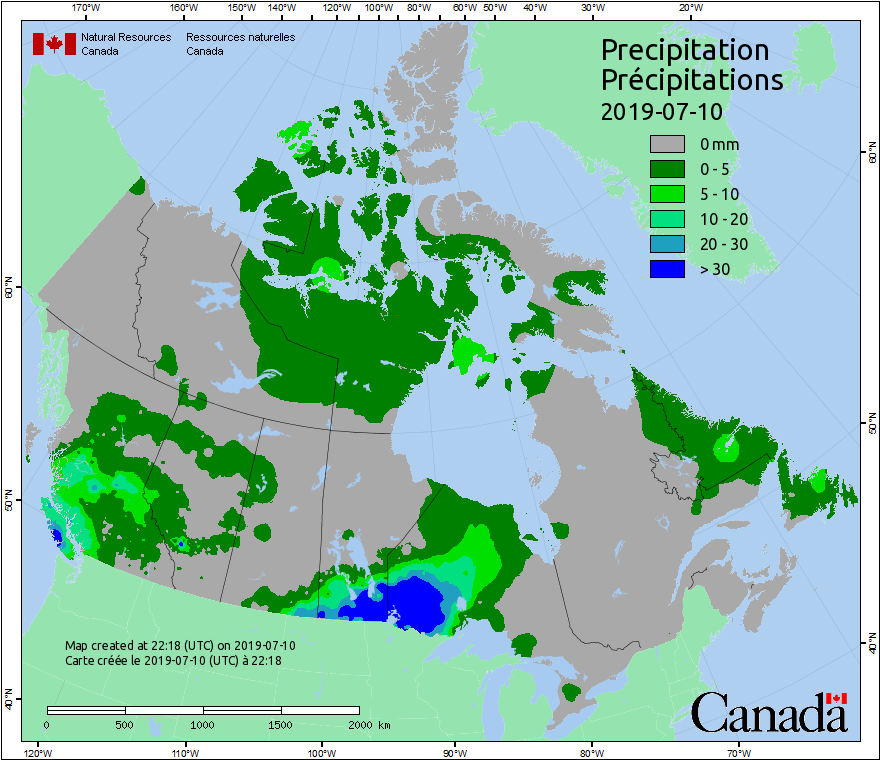 170°W 160°W 150°W 140°W 120°W 100°W 80°W 60°W 50°W 40°W 30°W 20°W
Natural Resources Canada
Ressources naturelles Canada
Precipitation
Précipitations
2019-07-10
0 mm
0 - 5
5 - 10
10 - 20
20 - 30
> 30
60°N
50°N
40°N
60°N
50°N
40°N
Map created at 22:18 (UTC) on 2019-07-10
Carte créée le 2019-07-10 (UTC) à 22:18
0 500 1000 1500 2000 km
Canada
120°W 110°W 100°W 90°W 80°W 70°W